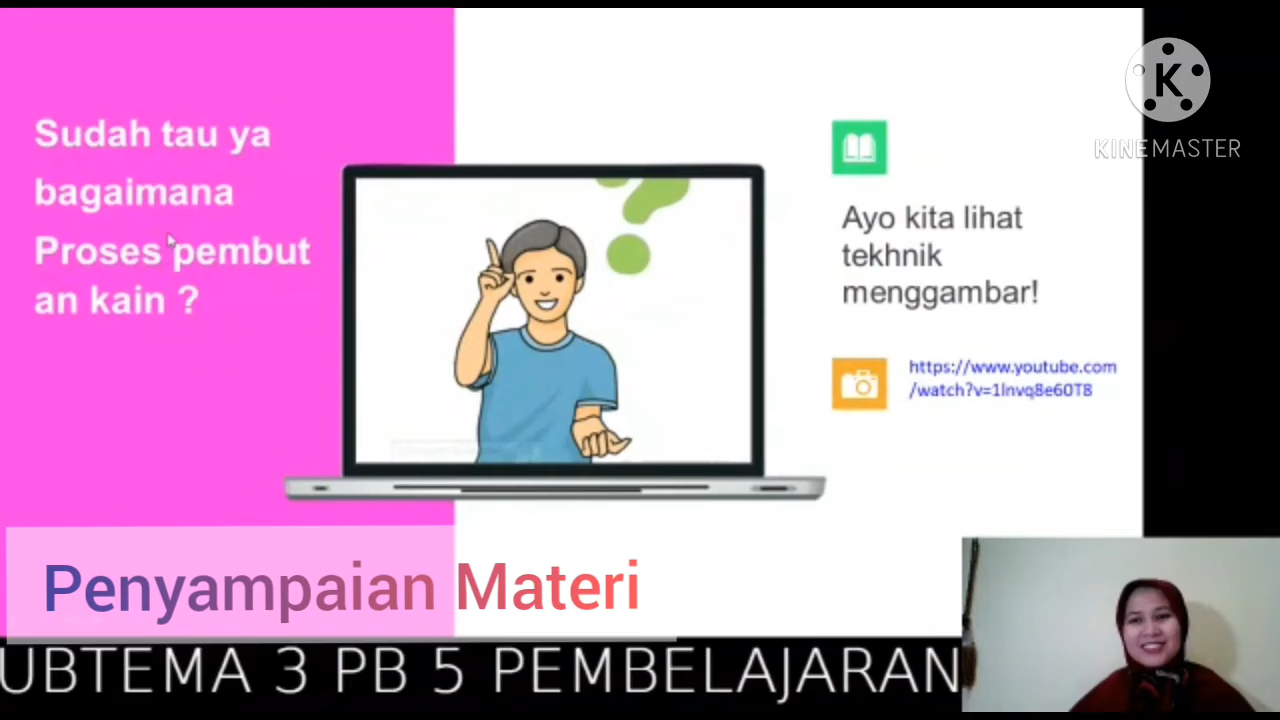 Sudah tau ya
bagaimana
Proses pembut
an kain ?
Ayo kita lihat
tekhnik
menggambar!
https://www.youtube.com
/watch?v=1lnvq8e60T8
K
KINEMASTER
Penyampaian Materi
UBTEMA 3 PB 5 PEMBELAJARAN